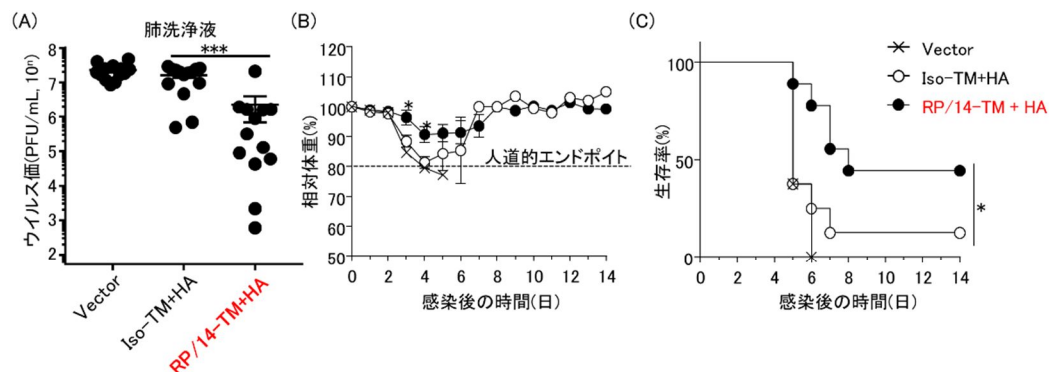 (A)
肺洗浄液
***
ウイルス価(PFU/mL, 10ⁿ)
8
7
6
5
4
3
2
Vector
Iso-TM+HA
RP/14-TM+HA
(B)
相対体重(%)
120
110
100
90
80
70
60
50
*
*
人道的エンドポイト
0 2 4 6 8 10 12 14
感染後の時間(日)
(C)
Vector
Iso-TM+HA
RP/14-TM + HA
生存率(%)
100
50
0
*
0 2 4 6 8 10 12 14
感染後の時間(日)